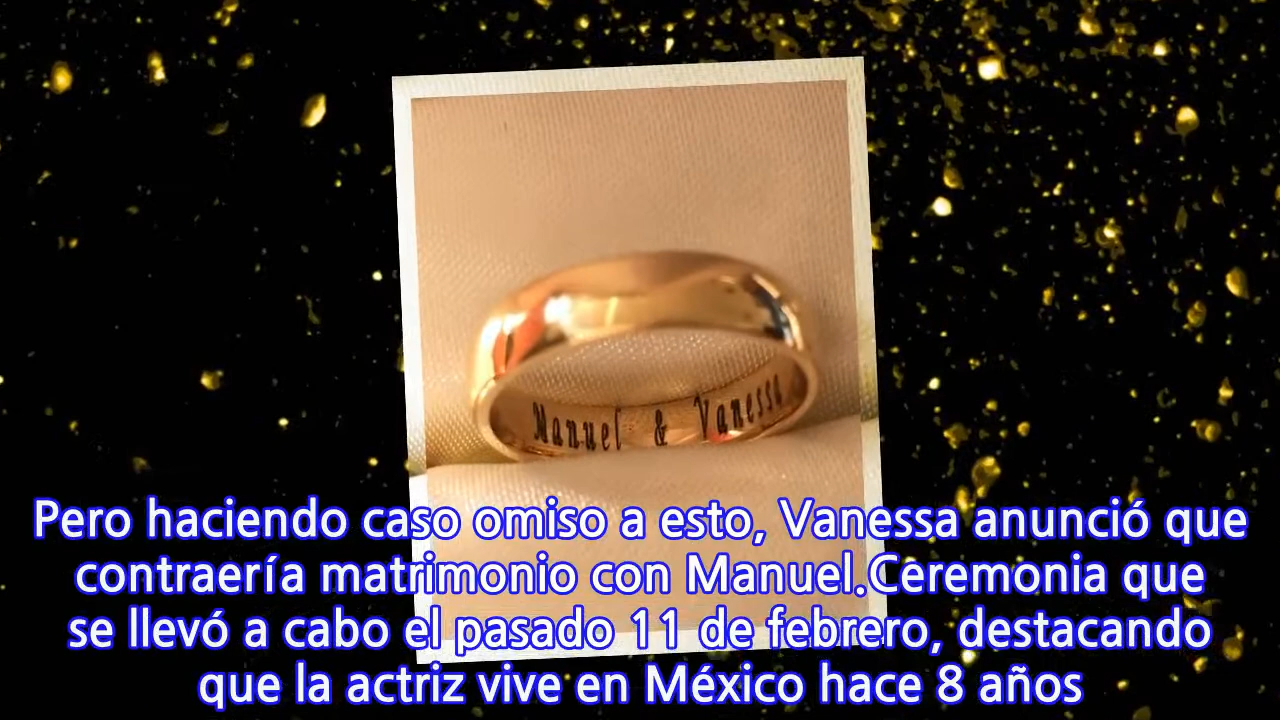 Manuel & Vanessa
Pero haciendo caso omiso a esto, Vanessa anunció que
contraería matrimonio con Manuel.Ceremonia que
se llevó a cabo el pasado 11 de febrero, destacando
que la actriz vive en México hace 8 años